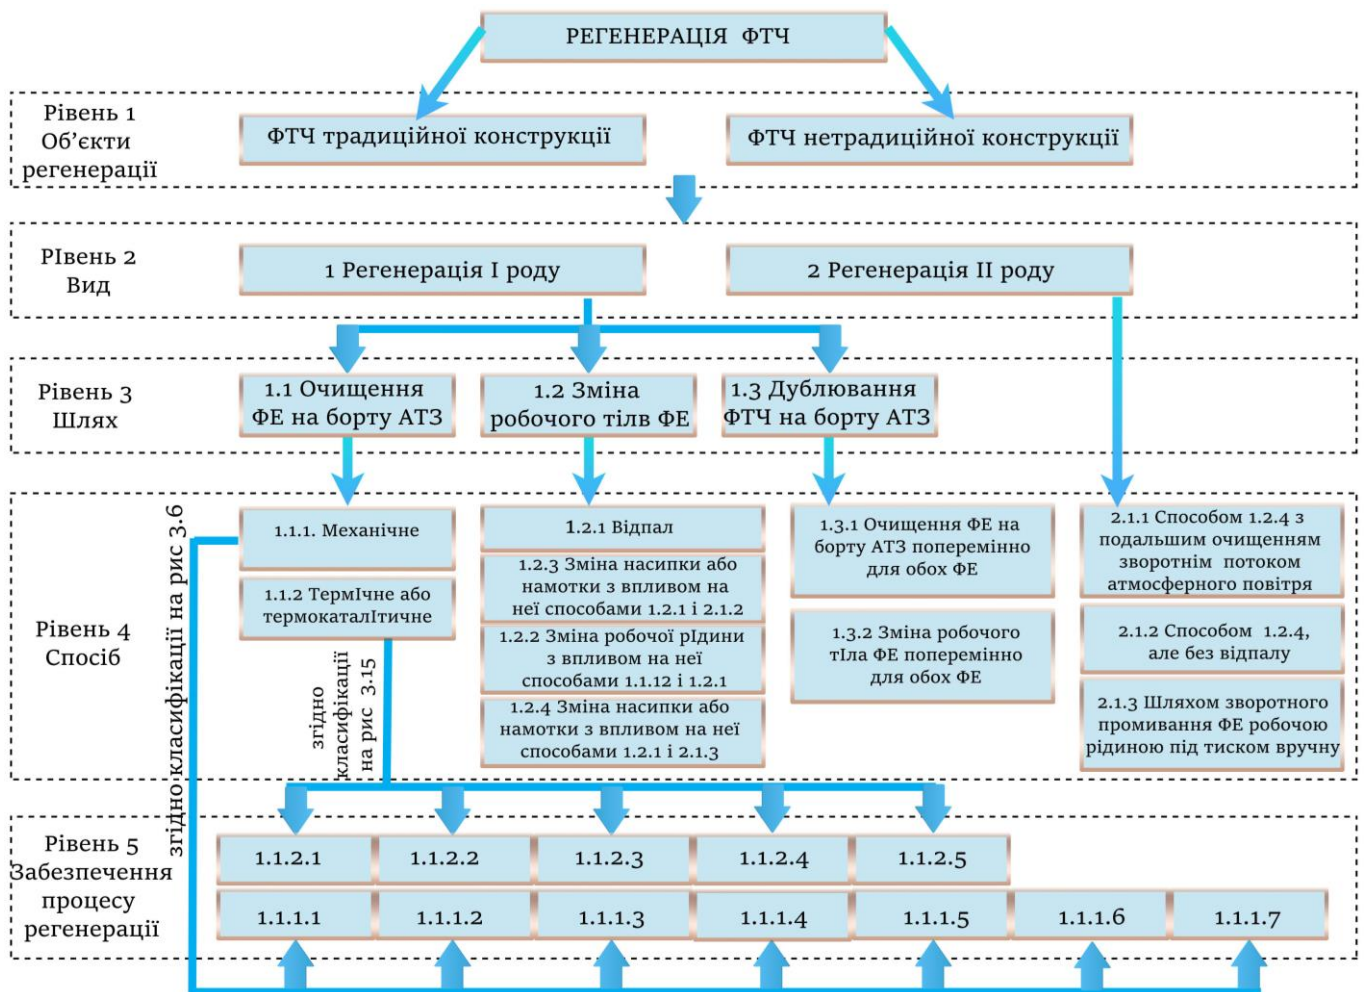 РЕГЕНЕРАЦІЯ ФТЧ
Рівень 1
Об’єкти
регенерації
ФТЧ традиційної конструкції
ФТЧ нетрадиційної конструкції
РІвень 2
Вид
1 Регенерація І роду
2 Регенерація ІІ роду
Рівень 3
Шлях
1.1 Очищення
ФЕ на борту АТЗ
1.2 Зміна
робочого тілв ФЕ
1.3 Дублювання
ФТЧ на борту АТЗ
Рівень 4
Спосіб
згідно класифікації на рис 3.6
1.1.1. Механічне
1.1.2 ТермІчне або
термокаталІтичне
згідно
класифікації
на рис 3.15
1.2.1 Відпал
1.2.3 Зміна насипки або
намотки з впливом на
неї способами 1.2.1 і 2.1.2
1.2.2 Зміна робочої рІдини
з впливом на неї
способами 1.1.12 і 1.2.1
1.2.4 Зміна насипки або
намотки з впливом на неї
способами 1.2.1 і 2.1.3
1.3.1 Очищення ФЕ на
борту АТЗ поперемінно
для обох ФЕ
1.3.2 Зміна робочого
тІла ФЕ поперемінно
для обох ФЕ
2.1.1 Способом 1.2.4 з
подальшим очищенням
зворотнім потоком
атмосферного повітря
2.1.2 Способом 1.2.4,
але без відпалу
2.1.3 Шляхом зворотного
промивання ФЕ робочою
рідиною під тиском вручну
Рівень 5
Забезпечення
процесу
регенерації
1.1.2.1
1.1.2.2
1.1.2.3
1.1.2.4
1.1.2.5
1.1.1.1
1.1.1.2
1.1.1.3
1.1.1.4
1.1.1.5
1.1.1.6
1.1.1.7